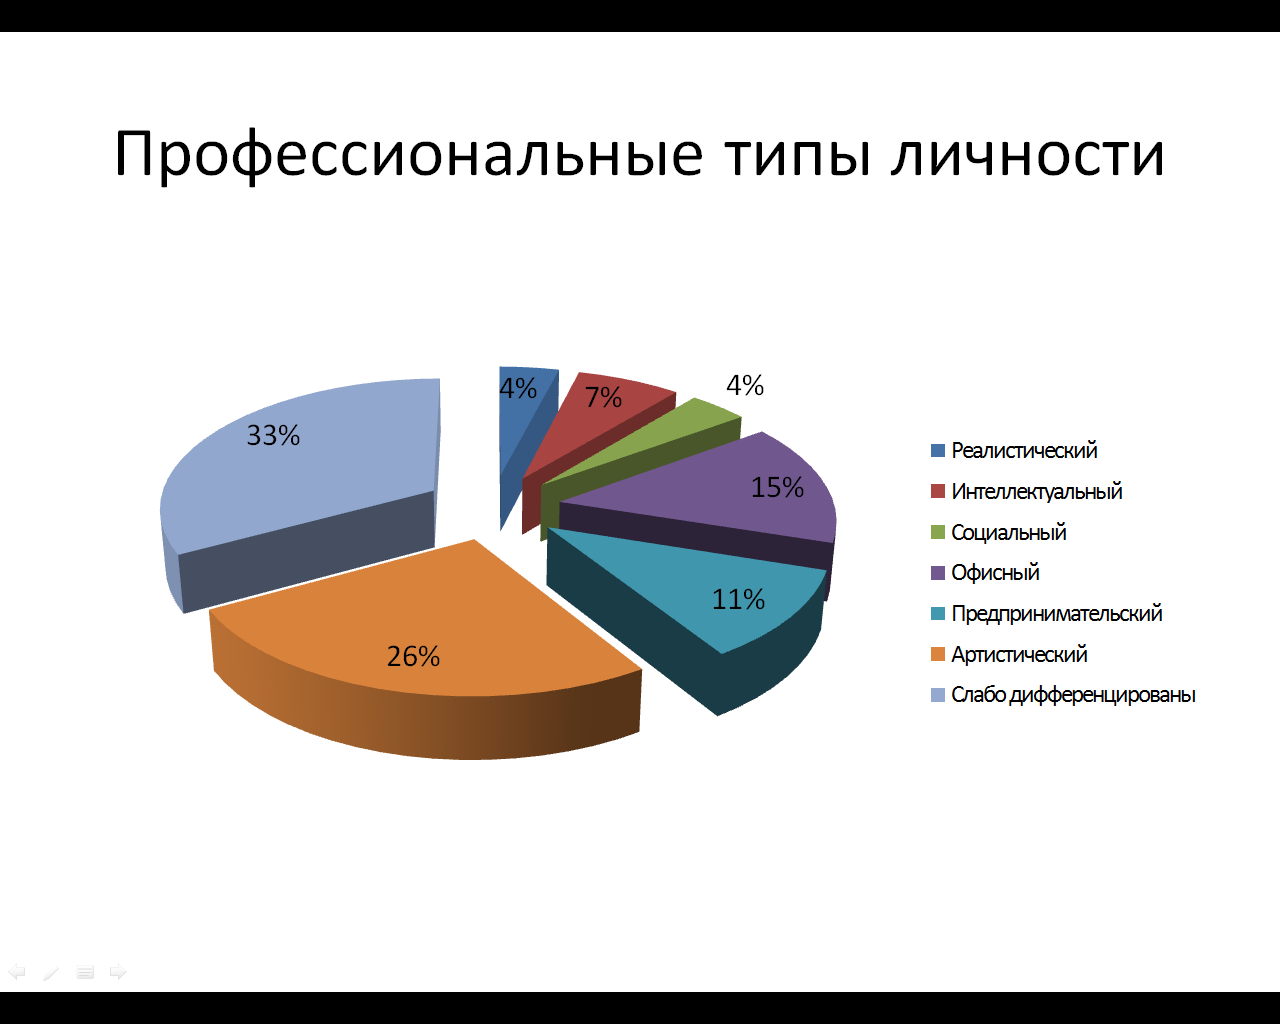 Профессиональные типы личности
4%
7%
4%
33%
15%
11%
26%
Реалистический
Интеллектуальный
Социальный
Офисный
Предпринимательский
Артистический
Слабо дифференцированы